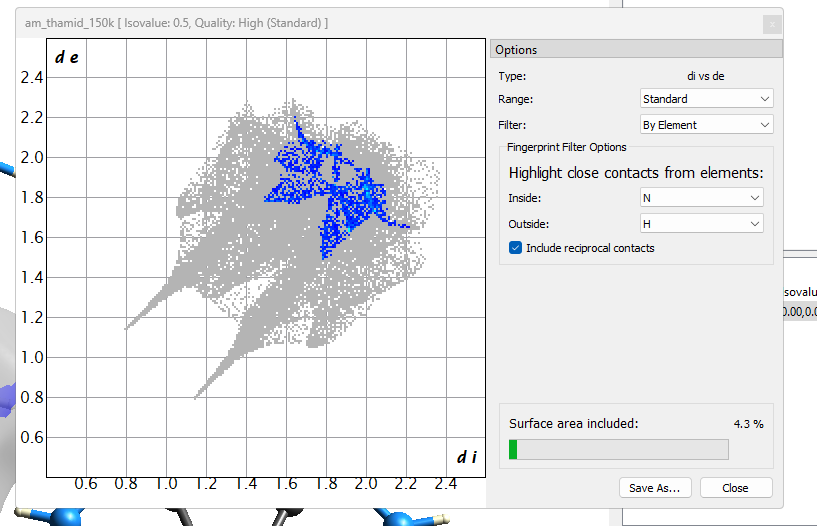 am_thamid_150k [ Isovalue: 0.5, Quality: High (Standard) ]
d e
2.4
2.2
2.0
1.8
1.6
1.4
1.2
1.0
0.8
0.6
d i
0.6 0.8 1.0 1.2 1.4 1.6 1.8 2.0 2.2 2.4
Options
Type: di vs de
Range: Standard
Filter: By Element
Fingerprint Filter Options
Highlight close contacts from elements:
Inside: N
Outside: H
Include reciprocal contacts
Surface area included: 4.3 %
Save As... Close
sovalu
0.00,0.0